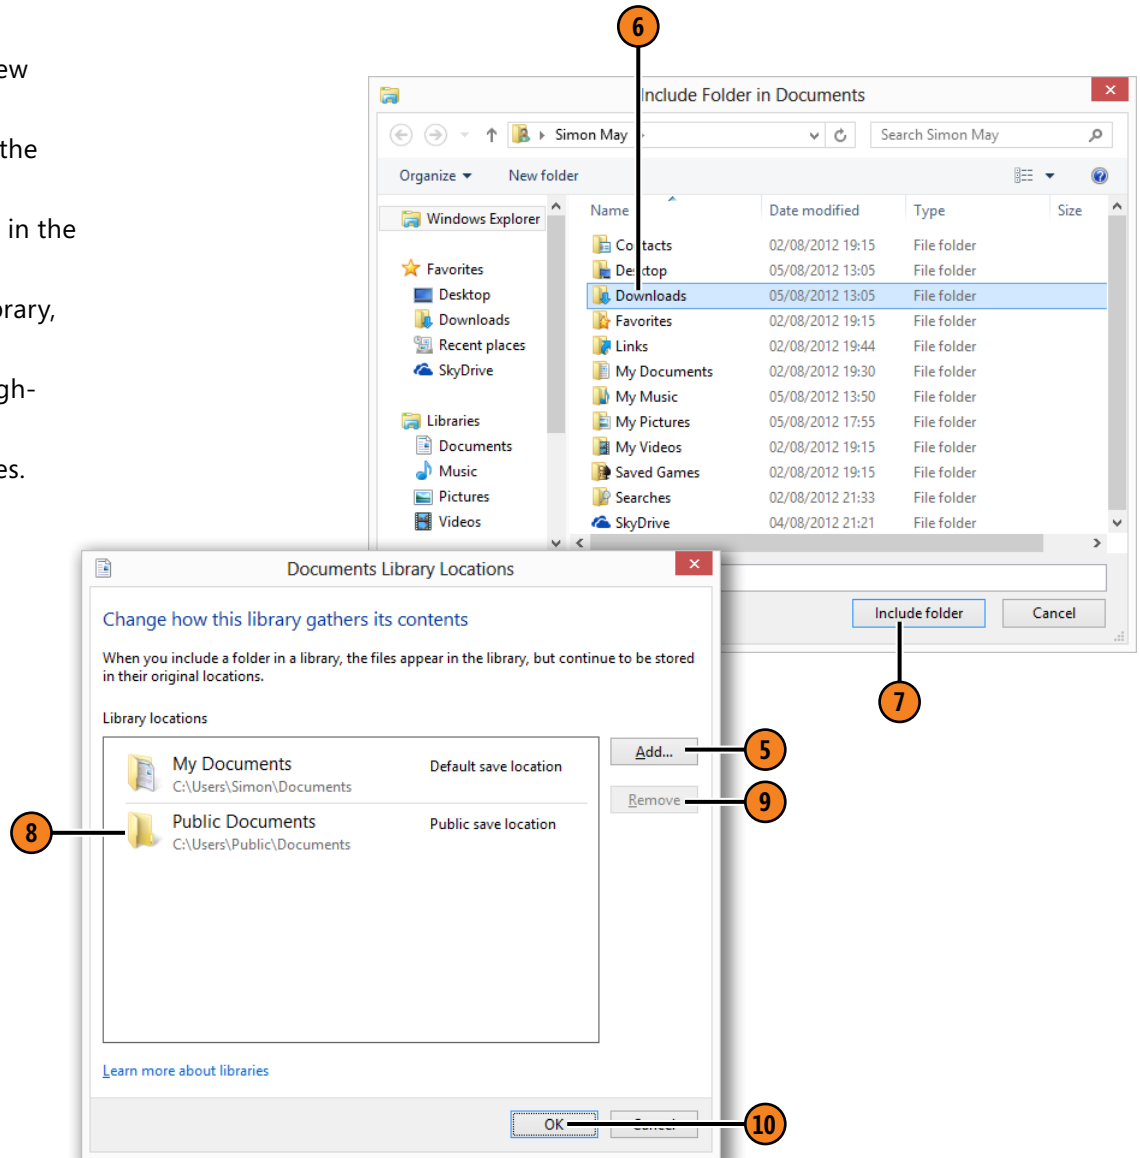 ew
the
in the
orary,
gh-
es.
6
Include Folder in Documents
Simon May
Search Simon May
Organize
New folder
Windows Explorer
Favorites
Desktop
Downloads
Recent places
SkyDrive
Libraries
Documents
Music
Pictures
Videos
Name Date modified Type Size
Contacts 02/08/2012 19:15 File folder
Desktop 05/08/2012 13:05 File folder
Downloads 05/08/2012 13:05 File folder
Favorites 02/08/2012 19:15 File folder
Links 02/08/2012 19:44 File folder
My Documents 02/08/2012 19:30 File folder
My Music 05/08/2012 13:50 File folder
My Pictures 05/08/2012 17:55 File folder
My Videos 02/08/2012 19:15 File folder
Saved Games 02/08/2012 19:15 File folder
Searches 02/08/2012 21:33 File folder
SkyDrive 04/08/2012 21:21 File folder
Include folder
Cancel
7
Documents Library Locations
Change how this library gathers its contents
When you include a folder in a library, the files appear in the library, but continue to be stored
in their original locations.
Library locations
My Documents Default save location
C:\Users\Simon\Documents
Public Documents Public save location
C:\Users\Public\Documents
Add...
5
Remove
9
8
Learn more about libraries
OK
Cancel
10